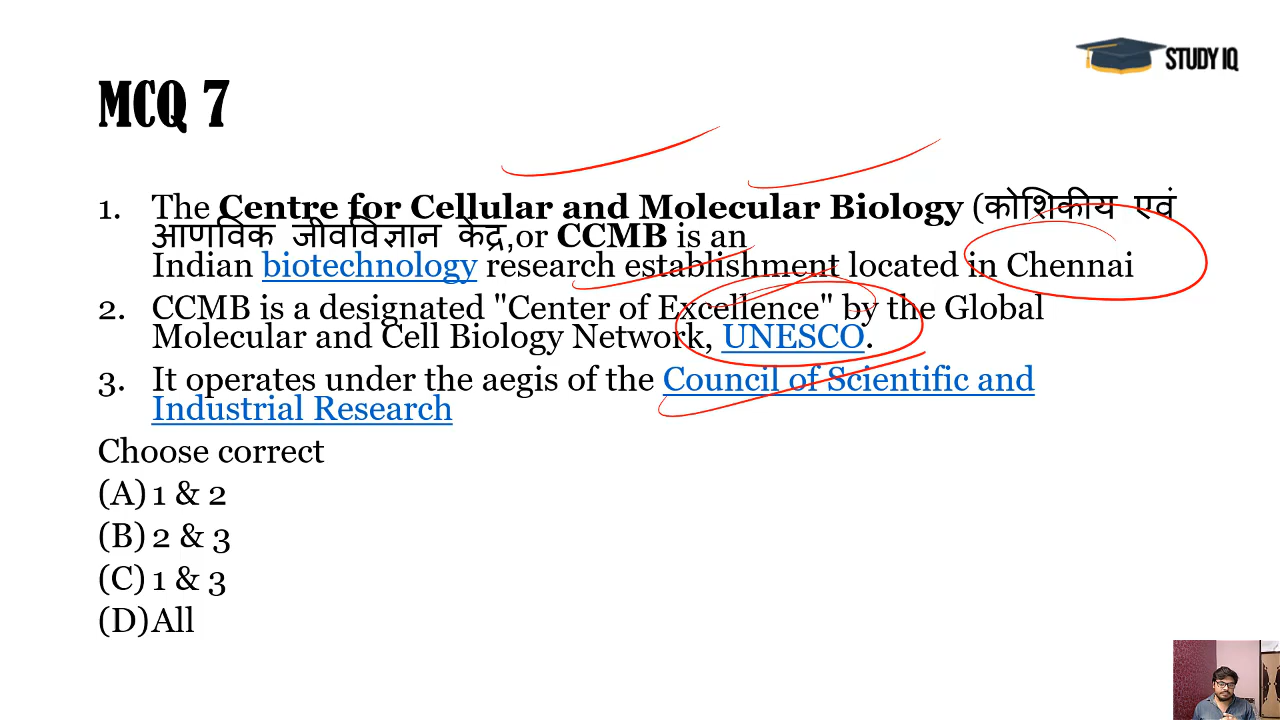 STUDY IQ
MCQ 7
1. The Centre for Cellular and Molecular Biology (कोशिकीय एवं
आणविक जीवविज्ञान केंद्र,or CCMB is an
Indian biotechnology research establishment located in Chennai
2. CCMB is a designated "Center of Excellence" by the Global
Molecular and Cell Biology Network, UNESCO.
3. It operates under the aegis of the Council of Scientific and
Industrial Research
Choose correct
(A) 1 & 2
(B) 2 & 3
(C) 1 & 3
(D) All